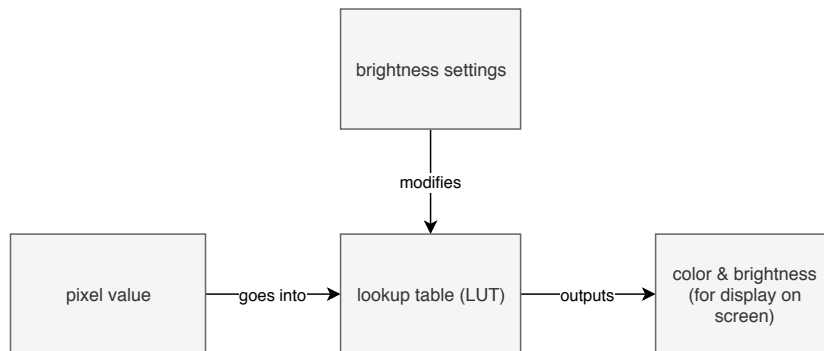 brightness settings
modifies
pixel value
goes into
lookup table (LUT)
outputs
color & brightness
(for display on
screen)